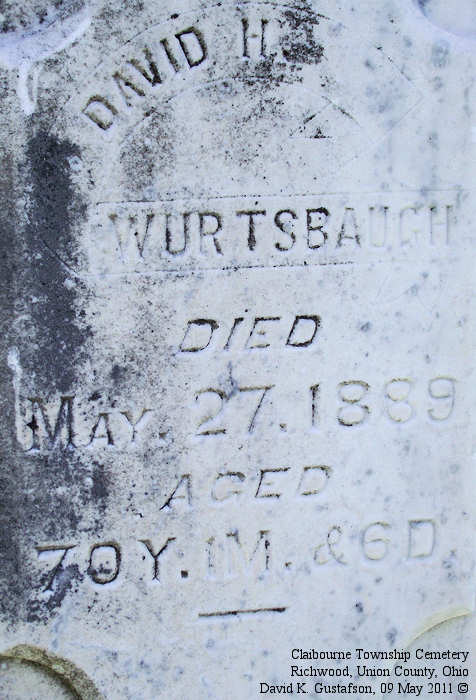 DAVID H.
WURTSBAUGH
DIED
MAY. 27. 1889
AGED
70Y. 1M. & 6D
Claibourne Township Cemetery
Richwood, Union County, Ohio
David K. Gustafson, 09 May 2011 ©